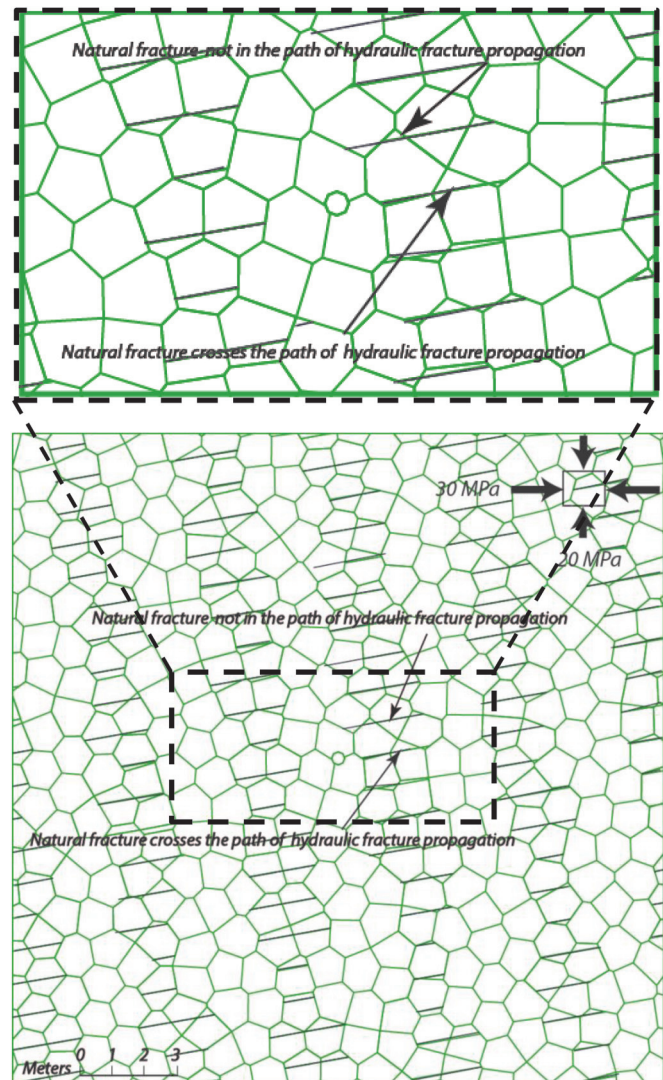 Natural fracture not in the path of hydraulic fracture propagation
Natural fracture crosses the path of hydraulic fracture propagation
30 MPa
20 MPa
Natural fracture not in the path of hydraulic fracture propagation
Natural fracture crosses the path of hydraulic fracture propagation
Meters 0 1 2 3